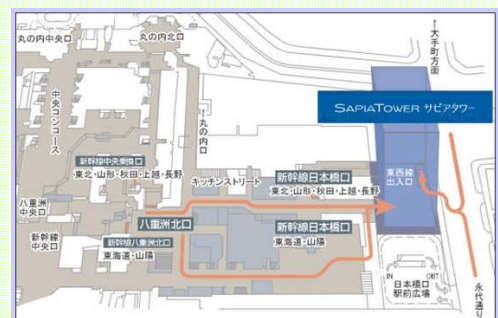 丸の内中央口
丸の内北口
大手町方面
SAPIATOWER サピアタワー
中央コンコース
丸の内口
新幹線中央乗換口
東北・山形・秋田・上越・長野
キッチンストリート
新幹線日本橋口
東北・山形・秋田・上越・長野
東西線
出入口
八重洲
中央口
八重洲北口
新幹線
中央口
新幹線八重洲北口
東海道・山陽
新幹線日本橋口
東海道・山陽
IN
OUT
日本橋口
駅前広場
永代通り